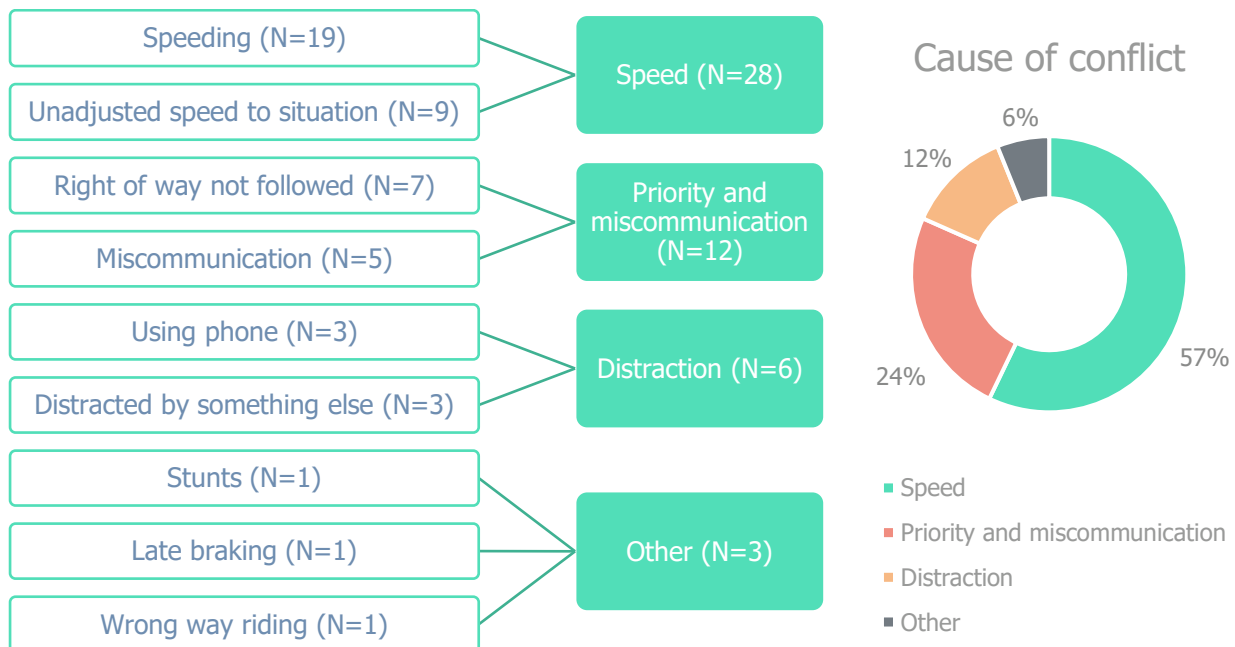 Speeding (N=19)
Unadjusted speed to situation (N=9)
Speed (N=28)
Right of way not followed (N=7)
Miscommunication (N=5)
Priority and
miscommunication
(N=12)
Using phone (N=3)
Distracted by something else (N=3)
Distraction (N=6)
Stunts (N=1)
Late braking (N=1)
Wrong way riding (N=1)
Other (N=3)
Cause of conflict
6%
12%
24%
57%
Speed
Priority and miscommunication
Distraction
Other